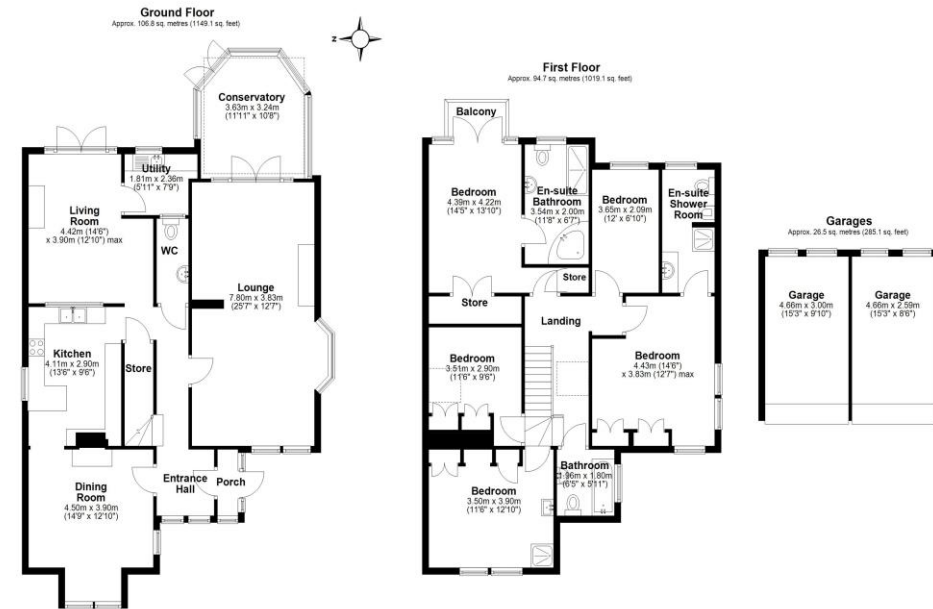 Ground Floor
Approx. 106.8 sq. metres (1149.1 sq. feet)
z
Conservatory
3.63m x 3.24m
(11'11" x 10'8")
Utility
1.81m x 2.36m
(5'11" x 7'9")
Living
Room
4.42m (14'6")
x 3.90m (12'10") max
WC
Lounge
7.80m x 3.83m
(25'7" x 12'7")
Kitchen
4.11m x 2.90m
(13'6" x 9'6")
Store
Dining
Room
4.50m x 3.90m
(14'9" x 12'10")
Entrance
Hall
Porch
First Floor
Approx. 94.7 sq. metres (1019.1 sq. feet)
Balcony
Bedroom
4.39m x 4.22m
(14'5" x 13'10")
En-suite
Bathroom
3.54m x 2.00m
(11'8" x 6'7")
Bedroom
3.65m x 2.09m
(12' x 6'10")
En-suite
Shower
Room
Store
Store
Landing
Bedroom
3.51m x 2.90m
(11'6" x 9'6")
Bedroom
4.43m (14'6")
x 3.83m (12'7") max
Bedroom
3.50m x 3.90m
(11'6" x 12'10")
Bathroom
1.96m x 1.80m
(6'5" x 5'11")
Garages
Approx. 26.5 sq. metres (285.1 sq. feet)
Garage
4.66m x 3.00m
(15'3" x 9'10")
Garage
4.66m x 2.59m
(15'3" x 8'6")